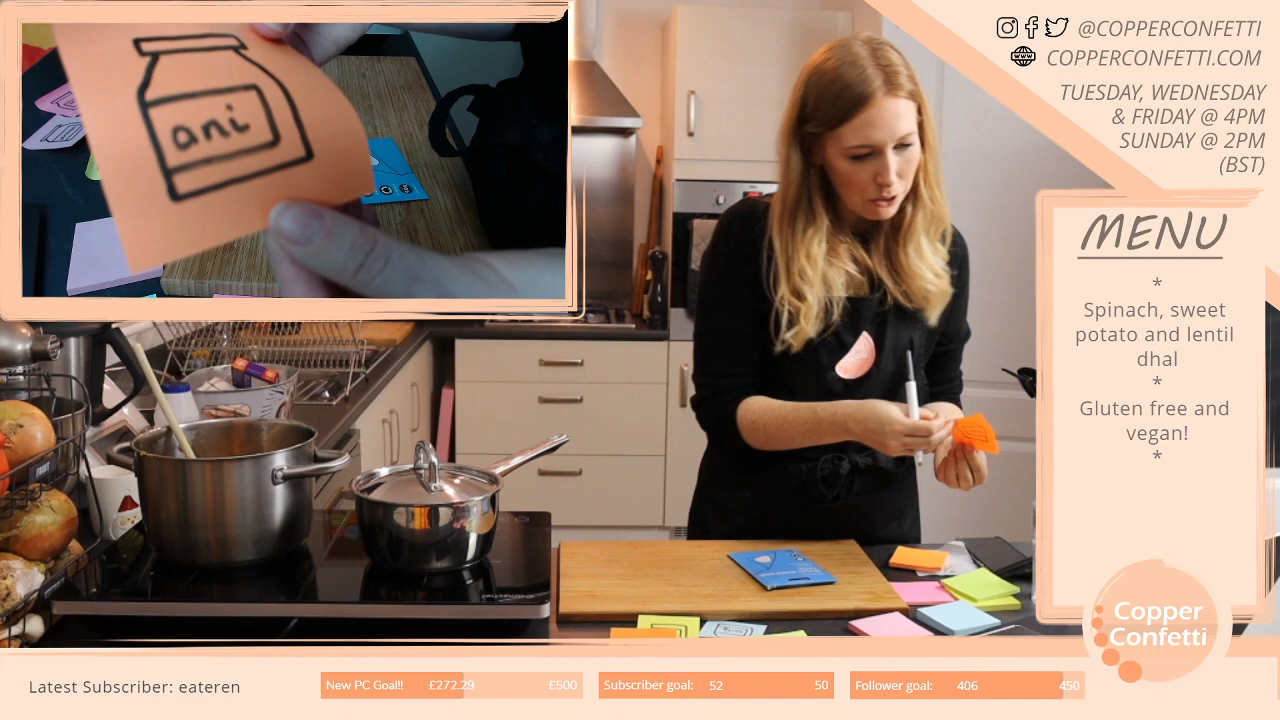 ani
@COPPERCONFETTI
COPPERCONFETTI.COM
TUESDAY, WEDNESDAY
& FRIDAY @ 4PM
SUNDAY @ 2PM
(BST)
MENU
*
Spinach, sweet
potato and lentil
dhal
*
Gluten free and
vegan!
*
Copper
Confetti
Latest Subscriber: eateren
New PC Goal!! £272.29 £500
Subscriber goal: 52 50
Follower goal: 406 450